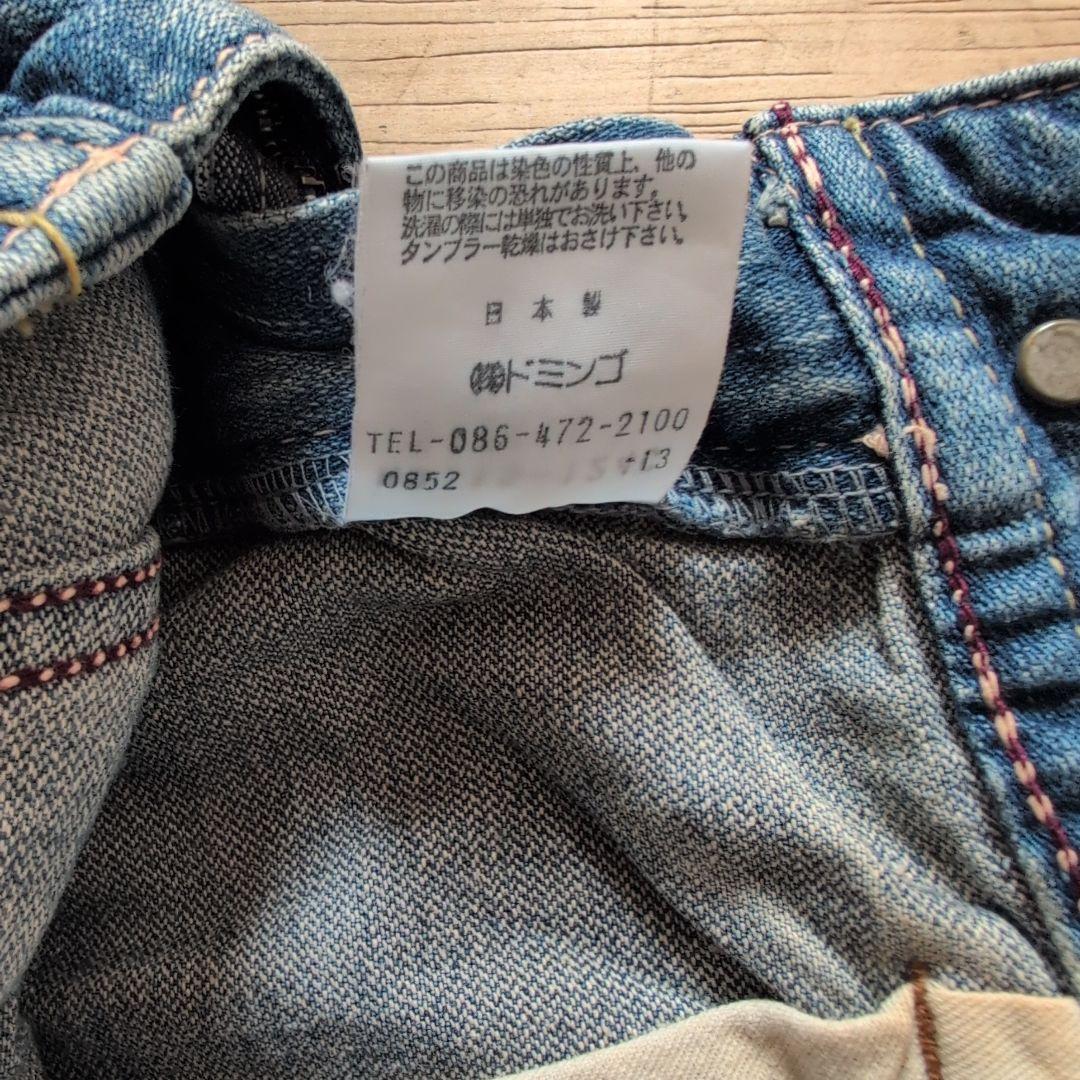 この商品は染色の性質上、他の
物に移染の恐れがあります。
洗濯の際には単独でお洗い下さい。
タンブラー乾燥はおさけ下さい。
日本製
㈱ドミンゴ
TEL-086-472-2100
0852 -13